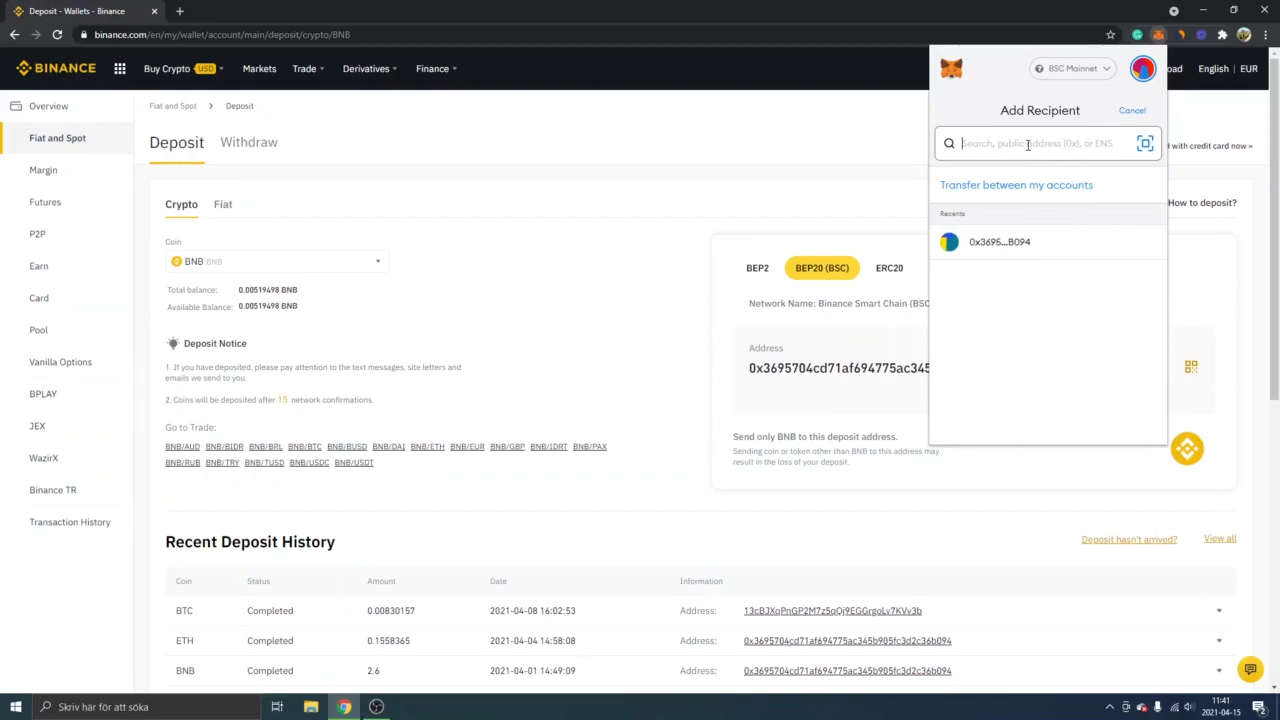 Deposit - Wallets - Binance
binance.com/en/my/wallet/account/main/deposit/crypto/BNB
BINANCE
Buy Crypto USD
Markets
Trade
Derivatives
Finance
English
EUR
Overview
Fiat and Spot
Margin
Futures
P2P
Earn
Card
Pool
Vanilla Options
BPLAY
JEX
WazirX
Binance TR
Transaction History
Fiat and Spot > Deposit
Deposit Withdraw
with credit card now »
Crypto Fiat
How to deposit?
Coin
BNB BNB
Total balance: 0.00519498 BNB
Available Balance: 0.00519498 BNB
Deposit Notice
1. If you have deposited, please pay attention to the text messages, site letters and
emails we send to you.
2. Coins will be deposited after 15 network confirmations.
Go to Trade:
BNB/AUD BNB/BIDR BNB/BRL BNB/BTC BNB/BUSD BNB/DAI BNB/ETH BNB/EUR BNB/GBP BNB/IDRT BNB/PAX
BNB/RUB BNB/TRY BNB/TUSD BNB/USDC BNB/USDT
BEP2 BEP20 (BSC) ERC20
Network Name: Binance Smart Chain (BSC
Address
0x3695704cd71af694775ac345
Send only BNB to this deposit address.
Sending coin or token other than BNB to this address may
result in the loss of your deposit.
BSC Mainnet
Add Recipient
Cancel
Search, public address (0x), or ENS
Transfer between my accounts
Recents
0x3695...B094
Recent Deposit History
Deposit hasn't arrived? View all
Coin Status Amount Date Information
BTC Completed 0.00830157 2021-04-08 16:02:53 Address: 13cBJXqPnGP2M7z5qQj9EGGrgoLv7KVv3b
ETH Completed 0.1558365 2021-04-04 14:58:08 Address: 0x3695704cd71af694775ac345b905fc3d2c36b094
BNB Completed 2.6 2021-04-01 14:49:09 Address: 0x3695704cd71af694775ac345b905fc3d2c36b094
Skriv här för att söka
11:41
2021-04-15
2